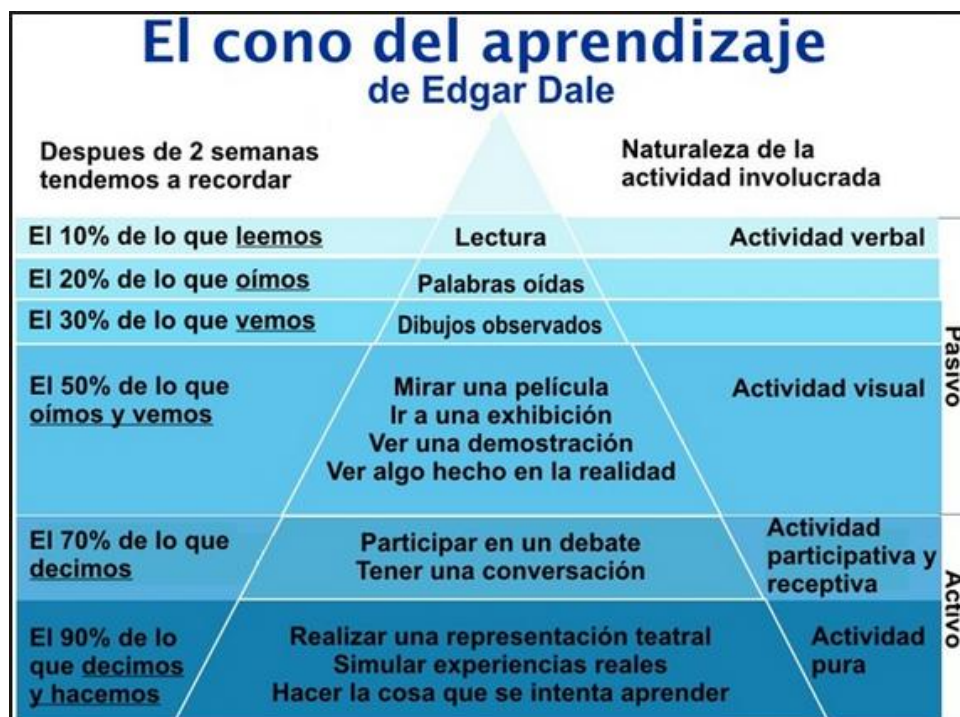 El cono del aprendizaje
de Edgar Dale
Despues de 2 semanas
tendemos a recordar
Naturaleza de la
actividad involucrada
El 10% de lo que leemos
Lectura
Actividad verbal
El 20% de lo que oímos
Palabras oídas
El 30% de lo que vemos
Dibujos observados
El 50% de lo que
oímos y vemos
Mirar una película
Ir a una exhibición
Ver una demostración
Ver algo hecho en la realidad
Actividad visual
Pasivo
El 70% de lo que
decimos
Participar en un debate
Tener una conversación
Actividad
participativa y
receptiva
El 90% de lo
que decimos
y hacemos
Realizar una representación teatral
Simular experiencias reales
Hacer la cosa que se intenta aprender
Actividad
pura
Activo